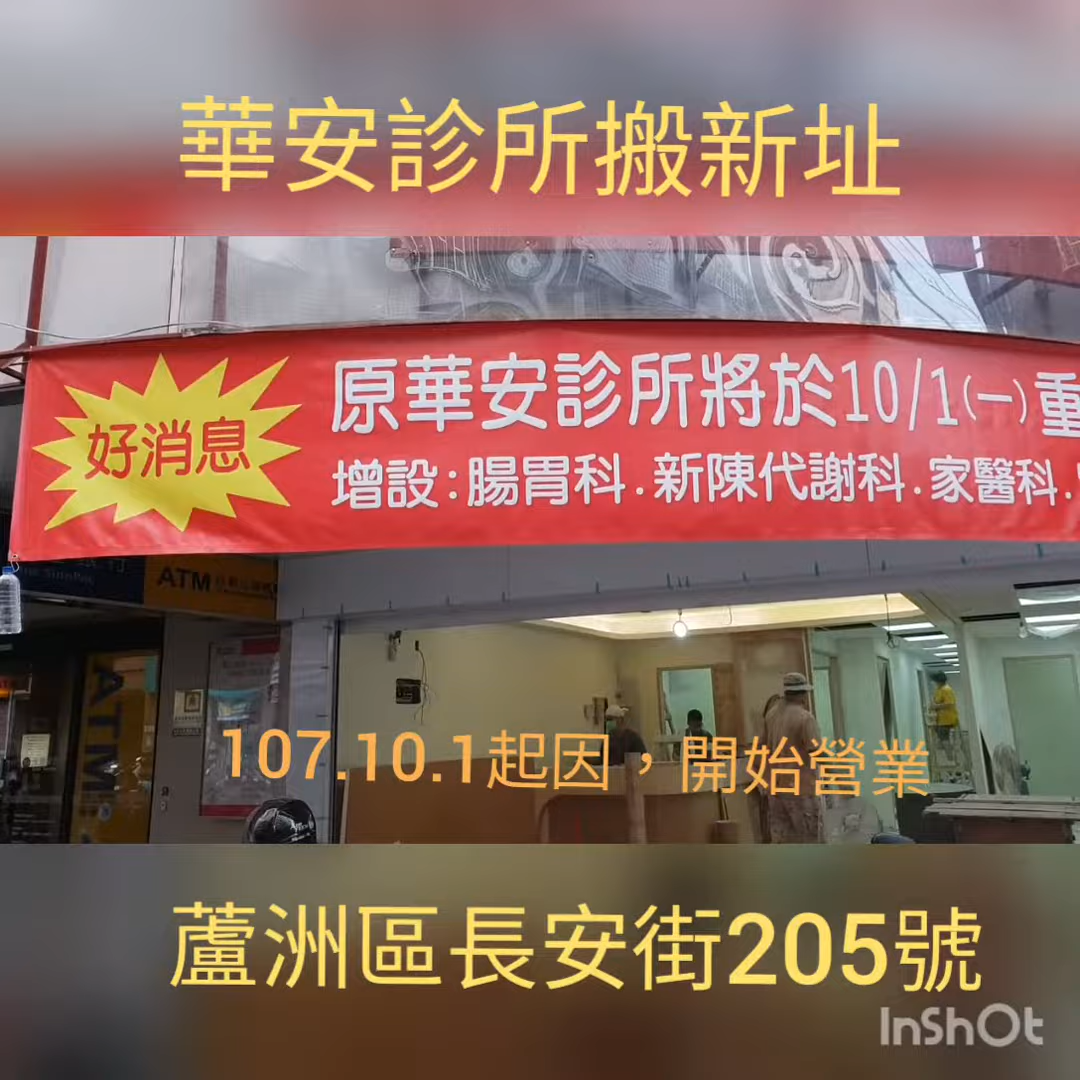 華安診所搬新址
好消息
原華安診所將於10/1(一)重
增設:腸胃科.新陳代謝科.家醫科.
ATM
ATM
107.10.1起因,開始營業
蘆洲區長安街205號
InShOt